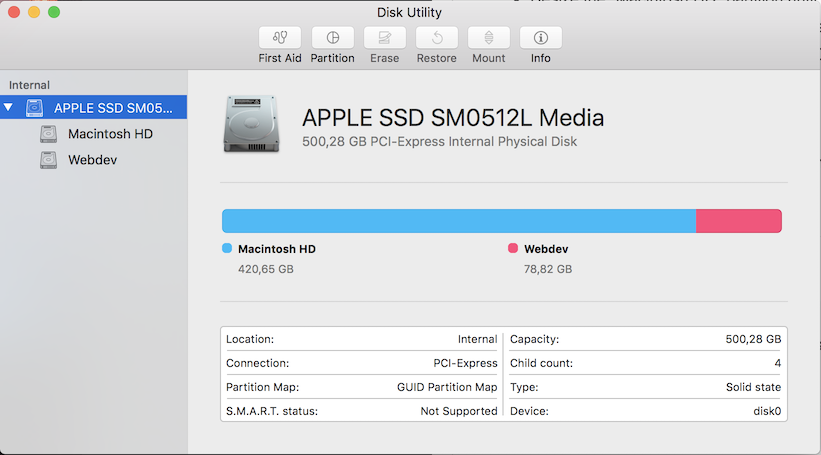 Disk Utility
First Aid Partition Erase Restore Mount Info
Internal
APPLE SSD SM05...
Macintosh HD
Webdev
APPLE SSD SM0512L Media
500,28 GB PCI-Express Internal Physical Disk
Macintosh HD Webdev
420,65 GB 78,82 GB
Location: Internal Capacity: 500,28 GB
Connection: PCI-Express Child count: 4
Partition Map: GUID Partition Map Type: Solid state
S.M.A.R.T. status: Not Supported Device: disk0